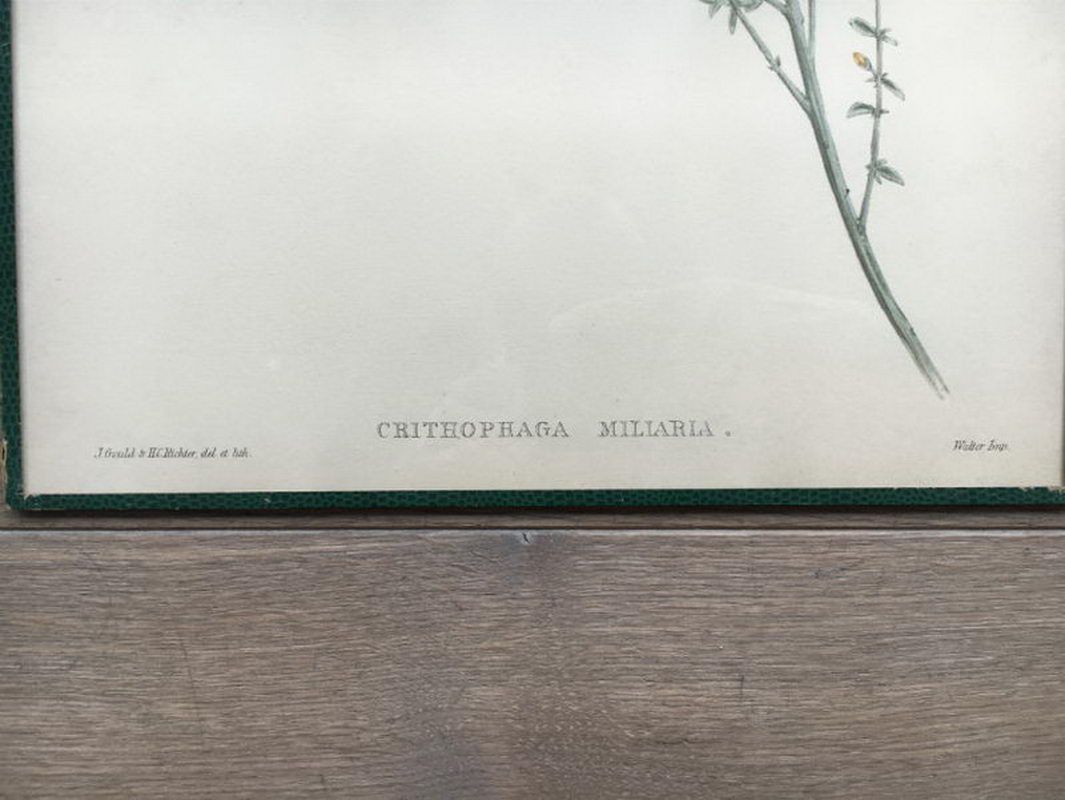 CRITHOPHAGA MILIARIA.
J. Gould & H.C. Richter, del. et lith.
Walter Imp.